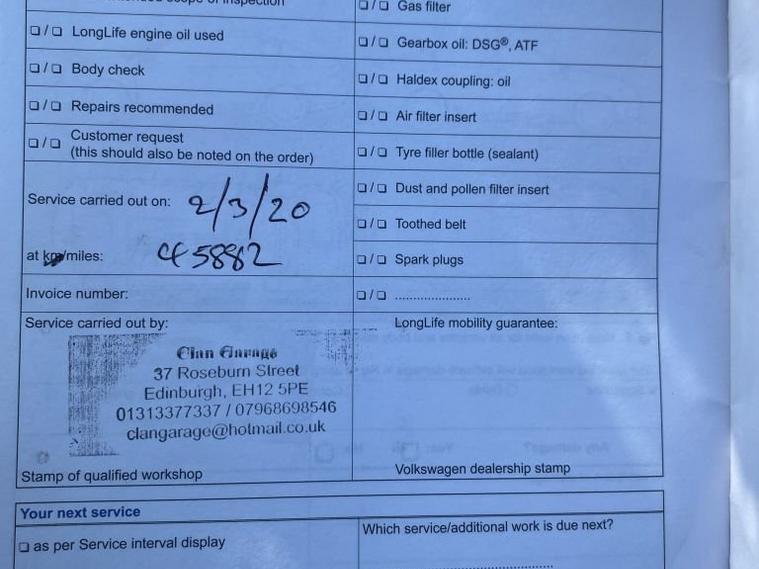 Gas filter
LongLife engine oil used
Gearbox oil: DSG®, ATF
Body check
Haldex coupling: oil
Repairs recommended
Air filter insert
Customer request
(this should also be noted on the order)
Tyre filler bottle (sealant)
Service carried out on: 2/3/20
Dust and pollen filter insert
Toothed belt
at km/miles: 45882
Spark plugs
Invoice number:
......................
Service carried out by:
LongLife mobility guarantee:
Clan Garage
37 Roseburn Street
Edinburgh, EH12 5PE
01313377337 / 07968698546
clangarage@hotmail.co.uk
Stamp of qualified workshop
Volkswagen dealership stamp
Your next service
Which service/additional work is due next?
as per Service interval display